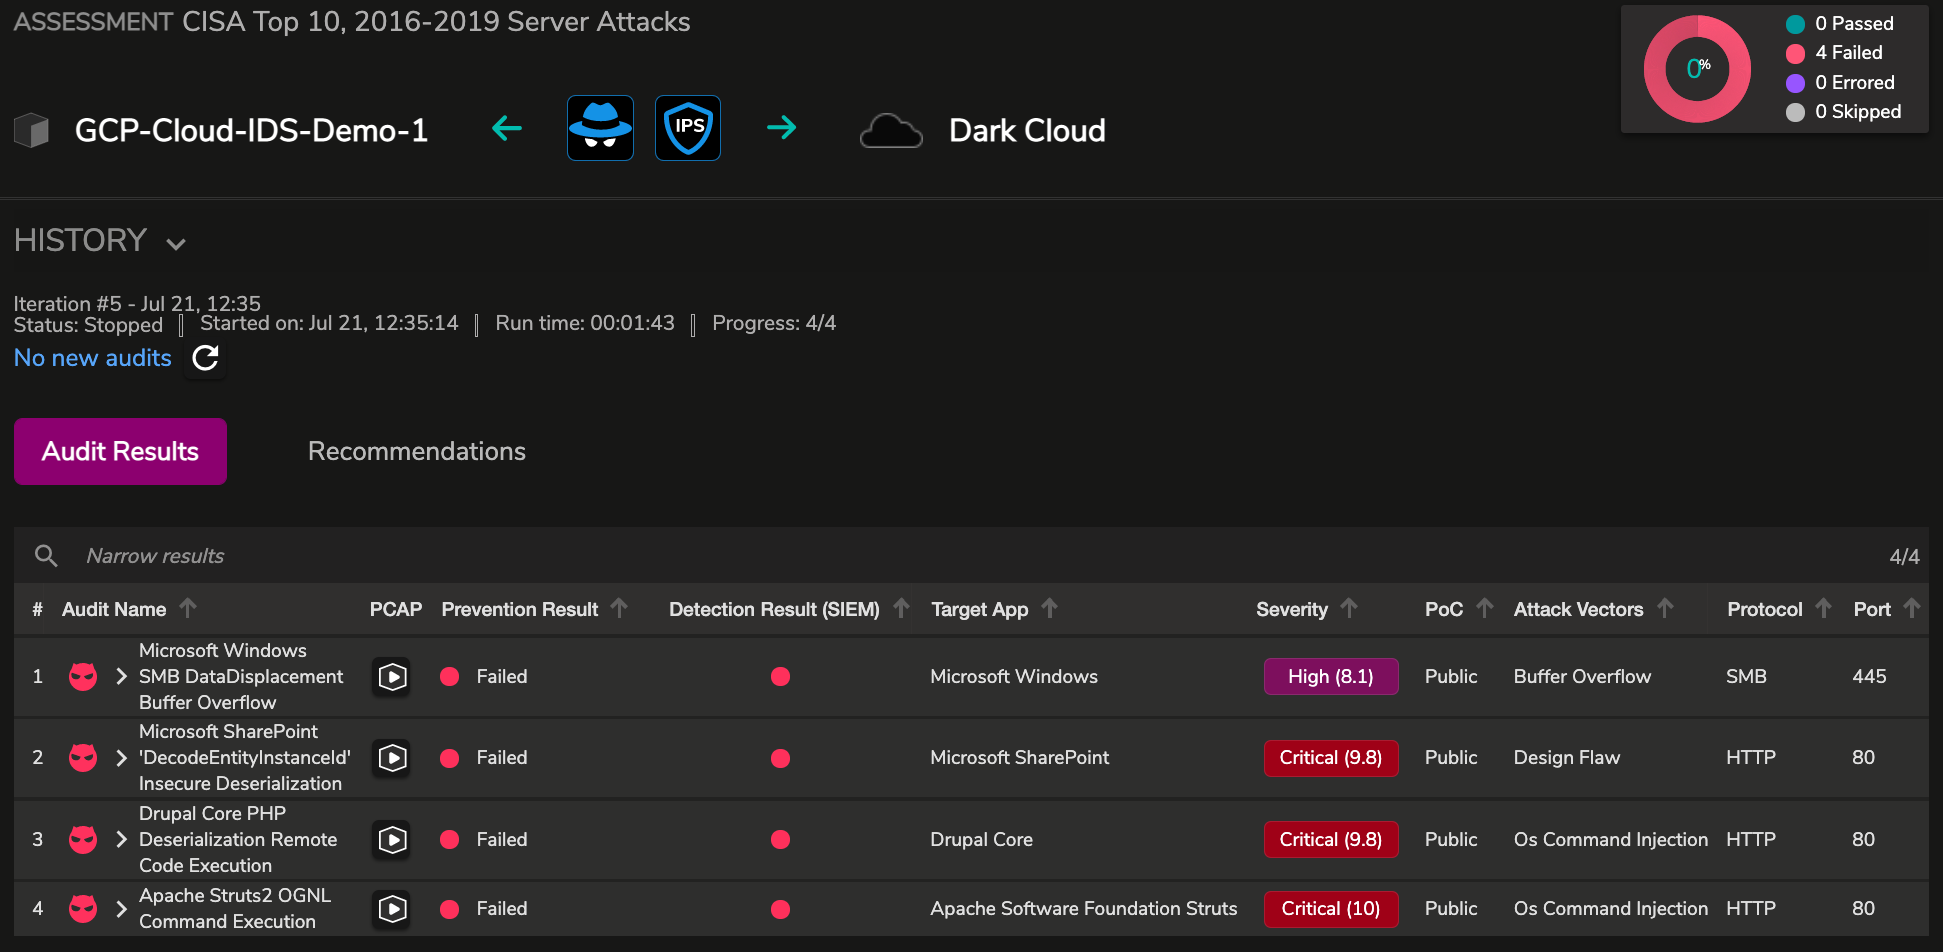 ASSESSMENT CISA Top 10, 2016-2019 Server Attacks
0%
0 Passed
4 Failed
0 Errored
0 Skipped
GCP-Cloud-IDS-Demo-1
IPS
Dark Cloud
HISTORY
Iteration #5 - Jul 21, 12:35
Status: Stopped | Started on: Jul 21, 12:35:14 | Run time: 00:01:43 | Progress: 4/4
No new audits
Audit Results Recommendations
Narrow results 4/4
# Audit Name PCAP Prevention Result Detection Result (SIEM) Target App Severity PoC Attack Vectors Protocol Port
Microsoft Windows
1 SMB DataDisplacement Failed Microsoft Windows High (8.1) Public Buffer Overflow SMB 445
Buffer Overflow
Microsoft SharePoint
2 'DecodeEntityInstanceId' Failed Microsoft SharePoint Critical (9.8) Public Design Flaw HTTP 80
Insecure Deserialization
Drupal Core PHP
3 Deserialization Remote Failed Drupal Core Critical (9.8) Public Os Command Injection HTTP 80
Code Execution
Apache Struts2 OGNL
4 Failed Apache Software Foundation Struts Critical (10) Public Os Command Injection HTTP 80
Command Execution